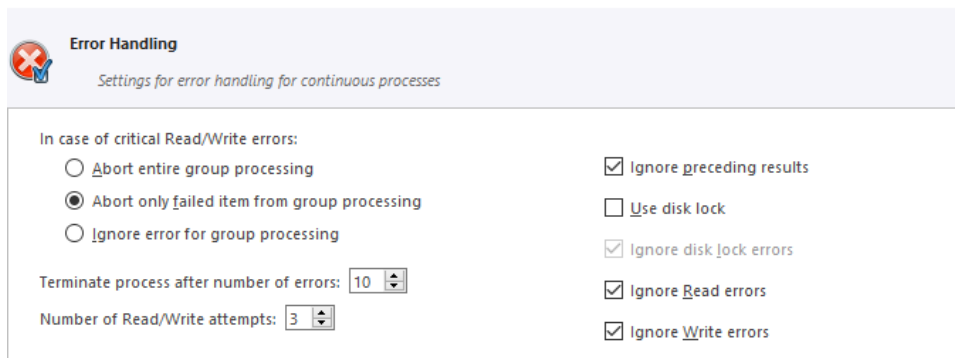 Error Handling
Settings for error handling for continuous processes
In case of critical Read/Write errors:
Abort entire group processing
Abort only failed item from group processing
Ignore error for group processing
Terminate process after number of errors: 10
Number of Read/Write attempts: 3
Ignore preceding results
Use disk lock
Ignore disk lock errors
Ignore Read errors
Ignore Write errors